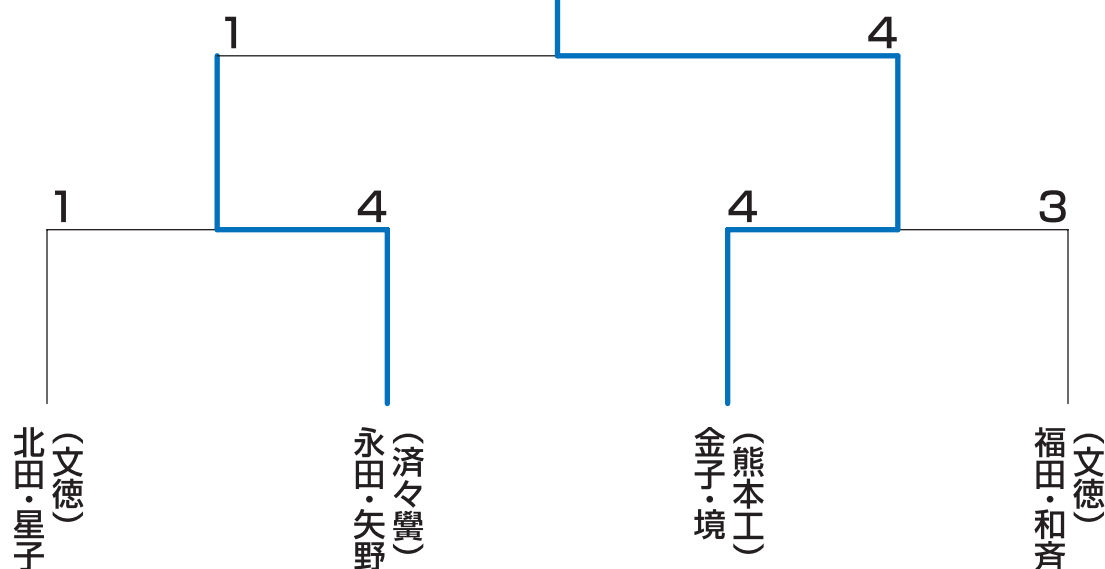 1
4
1
4
4
3
北田・星子
(文徳)
永田・矢野
(済々黌)
金子・境
(熊本工)
福田・和斉
(文徳)